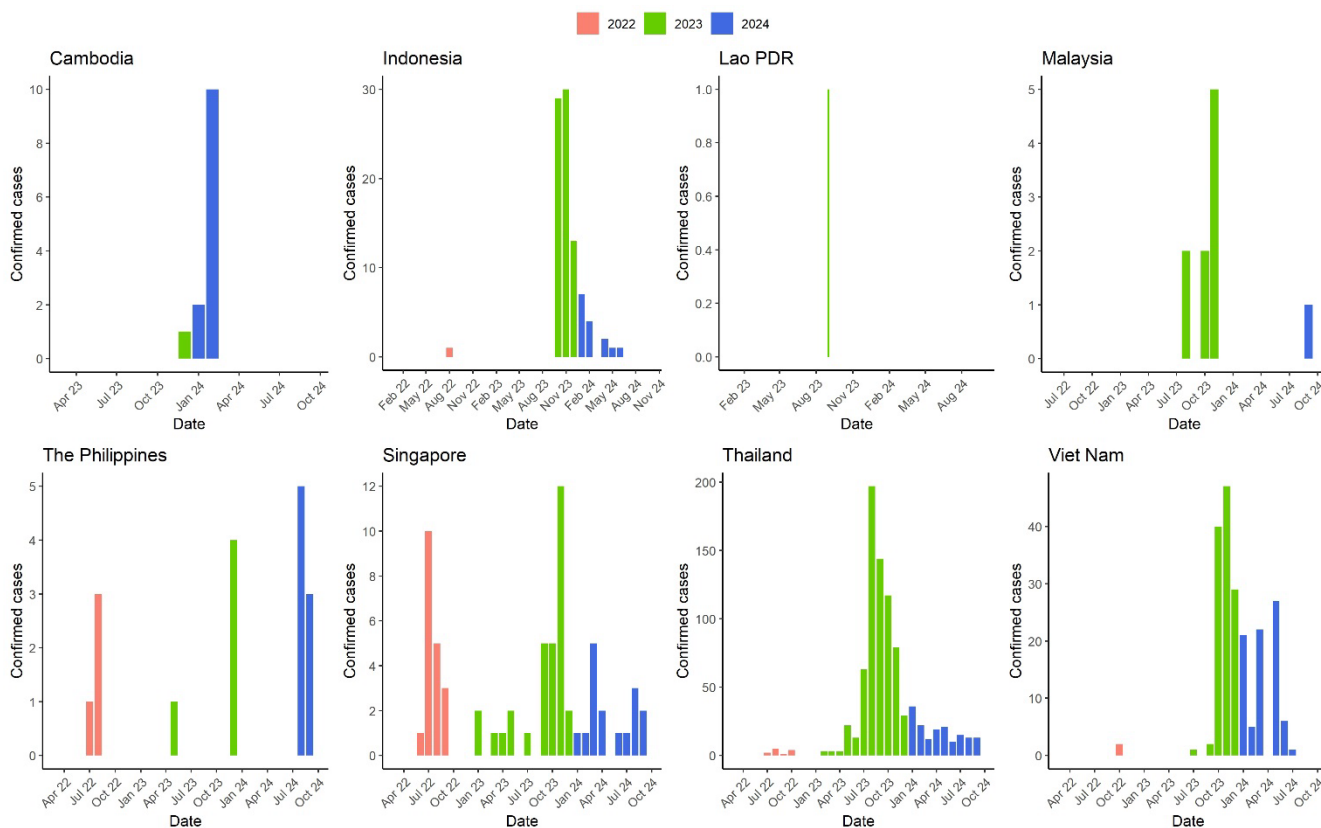 2022 2023 2024
Cambodia
Confirmed cases
10
8
6
4
2
0
Apr 23 Jul 23 Oct 23 Jan 24 Apr 24 Jul 24 Oct 24
Date
Indonesia
Confirmed cases
30
20
10
0
Feb 22 May 22 Aug 22 Nov 22 Feb 23 May 23 Aug 23 Nov 23 Feb 24 May 24 Aug 24 Nov 24
Date
Lao PDR
Confirmed cases
1.0
0.8
0.6
0.4
0.2
0.0
Feb 23 May 23 Aug 23 Nov 23 Feb 24 May 24 Aug 24
Date
Malaysia
Confirmed cases
5
4
3
2
1
0
Jul 22 Oct 22 Jan 23 Apr 23 Jul 23 Oct 23 Jan 24 Apr 24 Jul 24 Oct 24
Date
The Philippines
Confirmed cases
5
4
3
2
1
0
Apr 22 Jul 22 Oct 22 Jan 23 Apr 23 Jul 23 Oct 23 Jan 24 Apr 24 Jul 24 Oct 24
Date
Singapore
Confirmed cases
12
10
8
6
4
2
0
Apr 22 Jul 22 Oct 22 Jan 23 Apr 23 Jul 23 Oct 23 Jan 24 Apr 24 Jul 24 Oct 24
Date
Thailand
Confirmed cases
200
150
100
50
0
Apr 22 Jul 22 Oct 22 Jan 23 Apr 23 Jul 23 Oct 23 Jan 24 Apr 24 Jul 24 Oct 24
Date
Viet Nam
Confirmed cases
40
30
20
10
0
Apr 22 Jul 22 Oct 22 Jan 23 Apr 23 Jul 23 Oct 23 Jan 24 Apr 24 Jul 24 Oct 24
Date